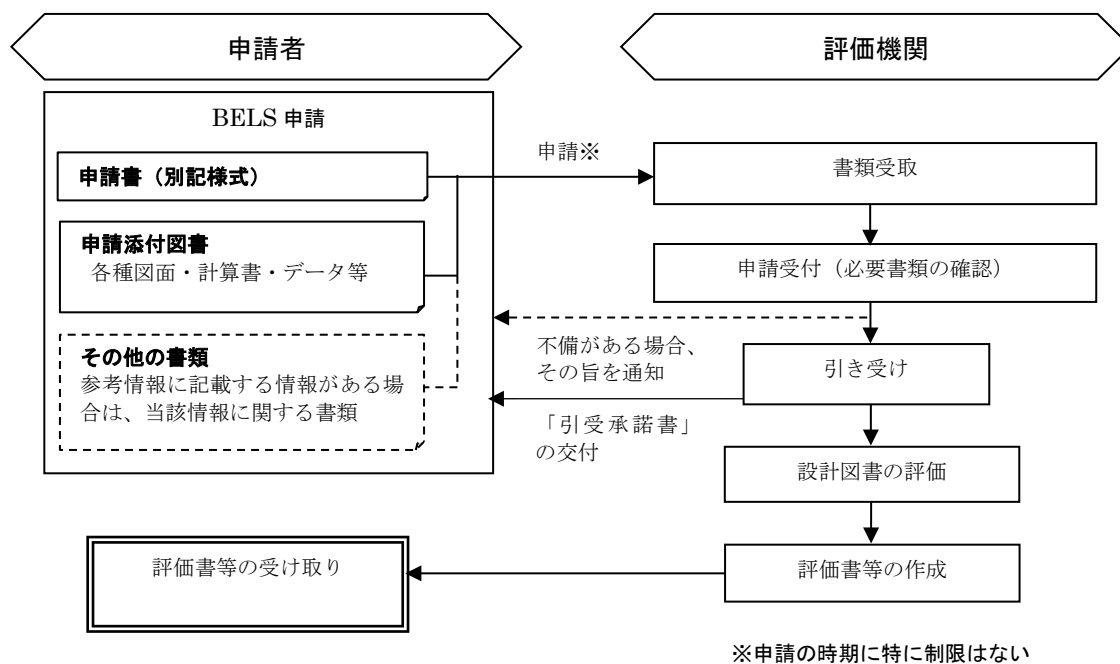 申請者
評価機関
BELS 申請
申請書（別記様式）
申請添付図書
各種図面・計算書・データ等
その他の書類
参考情報に記載する情報がある場
合は、当該情報に関する書類
申請※
書類受取
申請受付（必要書類の確認）
不備がある場合、
その旨を通知
引き受け
「引受承諾書」
の交付
設計図書の評価
評価書等の作成
評価書等の受け取り
※申請の時期に特に制限はない